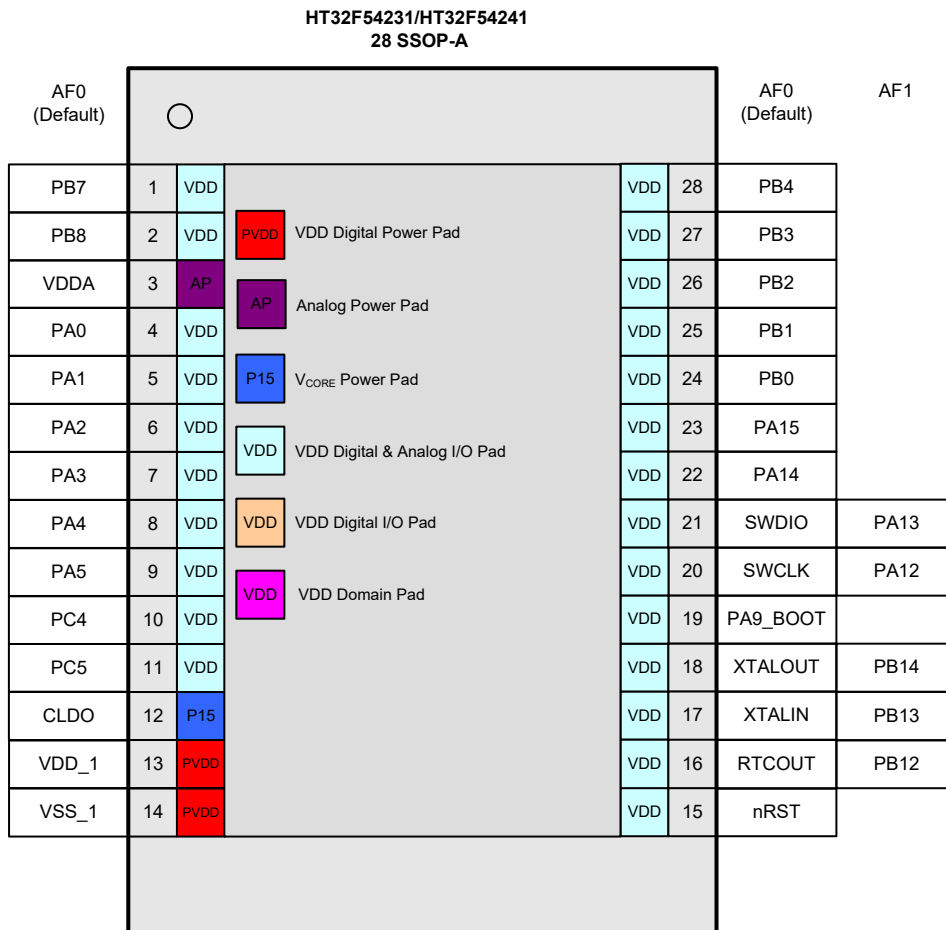 HT32F54231/HT32F54241
28 SSOP-A
AF0
(Default)
AF0
(Default)
AF1
PB7 1 VDD VDD 28 PB4
PB8 2 VDD VDD 27 PB3
VDDA 3 AP VDD 26 PB2
PA0 4 VDD VDD 25 PB1
PA1 5 VDD VDD 24 PB0
PA2 6 VDD VDD 23 PA15
PA3 7 VDD VDD 22 PA14
PA4 8 VDD VDD 21 SWDIO PA13
PA5 9 VDD VDD 20 SWCLK PA12
PC4 10 VDD VDD 19 PA9_BOOT
PC5 11 VDD VDD 18 XTALOUT PB14
CLDO 12 P15 VDD 17 XTALIN PB13
VDD_1 13 PVDD VDD 16 RTCOUT PB12
VSS_1 14 PVDD VDD 15 nRST
PVDD VDD Digital Power Pad
AP Analog Power Pad
P15 VCORE Power Pad
VDD VDD Digital & Analog I/O Pad
VDD VDD Digital I/O Pad
VDD VDD Domain Pad